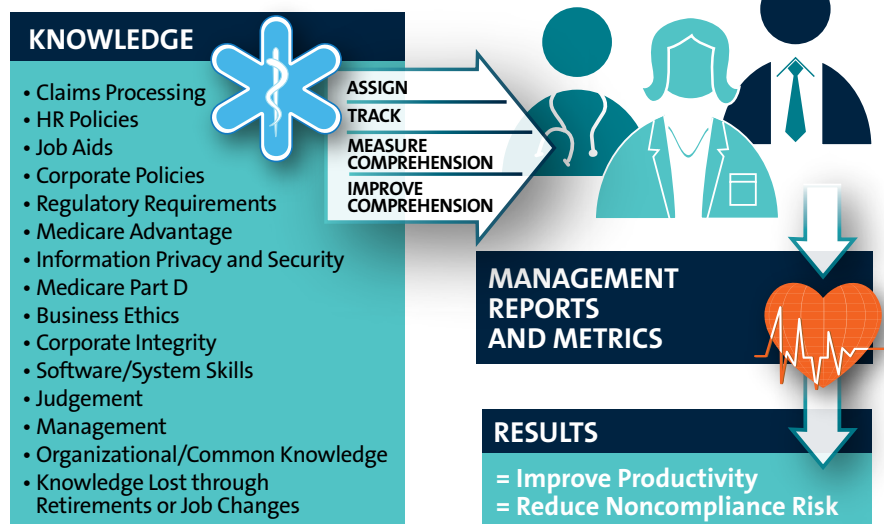 KNOWLEDGE
• Claims Processing
• HR Policies
• Job Aids
• Corporate Policies
• Regulatory Requirements
• Medicare Advantage
• Information Privacy and Security
• Medicare Part D
• Business Ethics
• Corporate Integrity
• Software/System Skills
• Judgement
• Management
• Organizational/Common Knowledge
• Knowledge Lost through
Retirements or Job Changes
ASSIGN
TRACK
MEASURE
COMPREHENSION
IMPROVE
COMPREHENSION
MANAGEMENT
REPORTS
AND METRICS
RESULTS
= Improve Productivity
= Reduce Noncompliance Risk